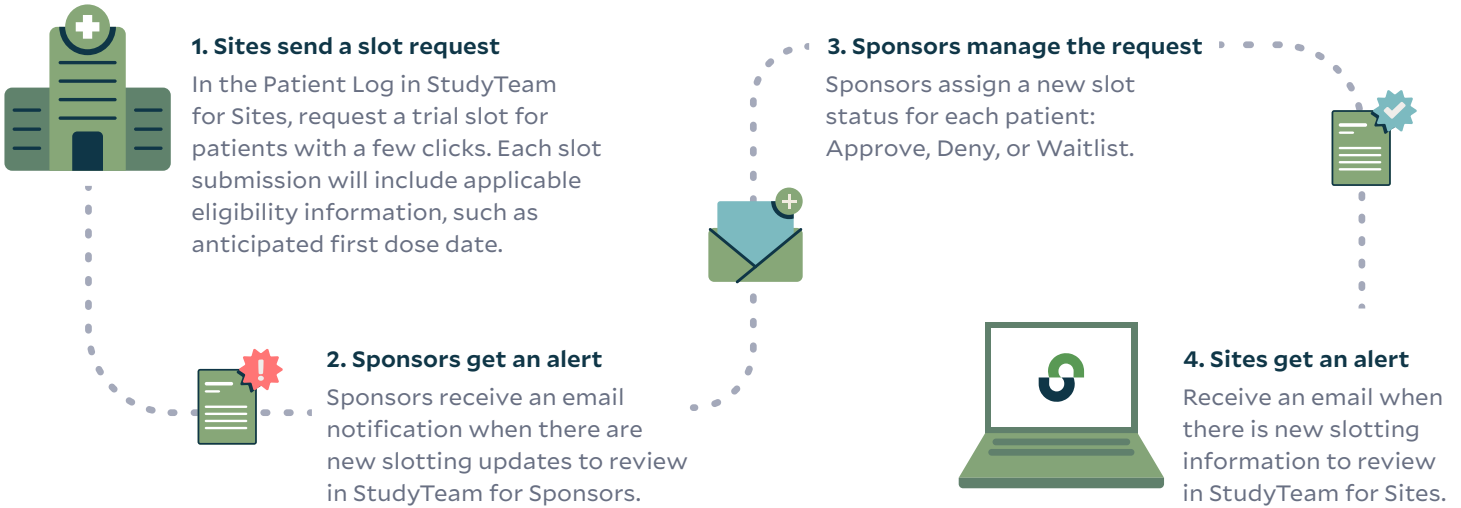 1. Sites send a slot request
In the Patient Log in StudyTeam
for Sites, request a trial slot for
patients with a few clicks. Each slot
submission will include applicable
eligibility information, such as
anticipated first dose date.
2. Sponsors get an alert
Sponsors receive an email
notification when there are
new slotting updates to review
in StudyTeam for Sponsors.
3. Sponsors manage the request
Sponsors assign a new slot
status for each patient:
Approve, Deny, or Waitlist.
4. Sites get an alert
Receive an email when
there is new slotting
information to review
in StudyTeam for Sites.